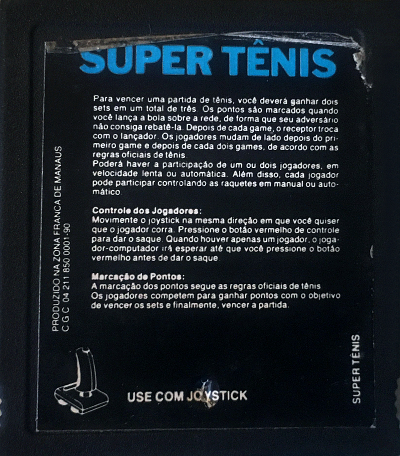 SUPER TÊNIS
Para vencer uma partida de tênis, você deverá ganhar dois
sets em um total de três. Os pontos são marcados quando
você lança a bola sobre a rede, de forma que seu adversário
não consiga rebatê-la. Depois de cada game, o receptor troca
com o lançador. Os jogadores mudam de lado depois do pri-
meiro game e depois de cada dois games, de acordo com as
regras oficiais de tênis.
Poderá haver a participação de um ou dois jogadores, em
velocidade lenta ou automática. Além disso, cada jogador
pode participar controlando as raquetes em manual ou auto-
mático.
Controle dos Jogadores:
Movimente o joystick na mesma direção em que você quiser
que o jogador corra. Pressione o botão vermelho de controle
para dar o saque. Quando houver apenas um jogador, o joga-
dor-computador irá esperar até que você pressione o botão
vermelho antes de dar o saque.
Marcação de Pontos:
A marcação dos pontos segue as regras oficiais de tênis
Os jogadores competem para ganhar pontos com o objetivo
de vencer os sets e finalmente, vencer a partida.
USE COM JOYSTICK
PRODUZIDO NA ZONA FRANCA DE MANAUS
C G C 04 211 850 0001-90
SUPER TÊNIS